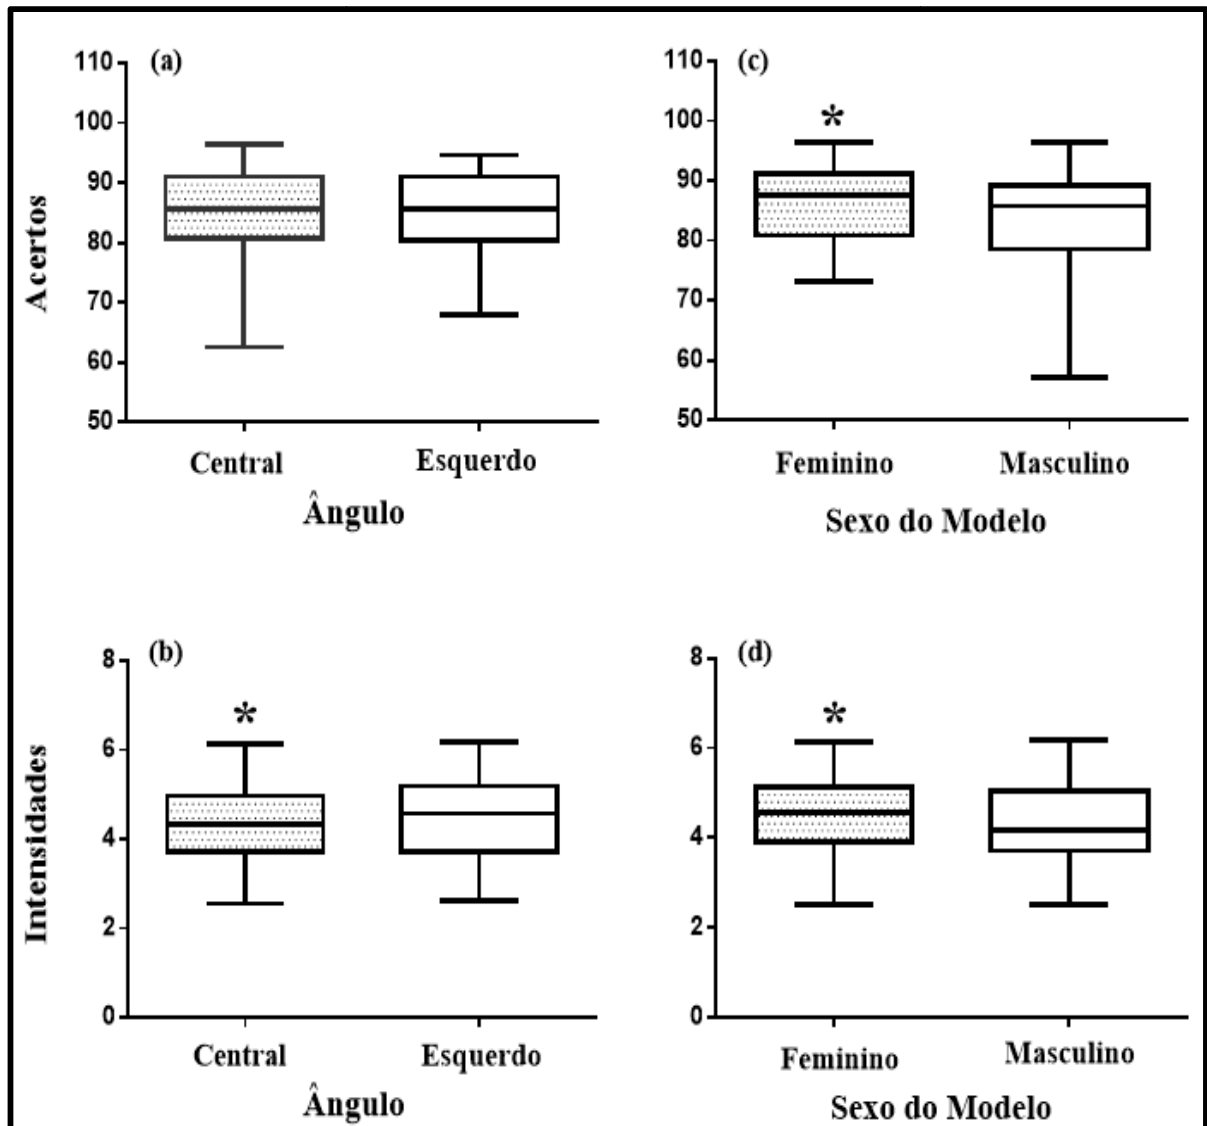 (a)
110
100
90
80
70
60
50
Acertos
Central
Esquerdo
Ângulo
(c)
*
110
100
90
80
70
60
50
Feminino
Masculino
Sexo do Modelo
(b)
*
8
6
4
2
0
Intensidades
Central
Esquerdo
Ângulo
(d)
*
8
6
4
2
0
Feminino
Masculino
Sexo do Modelo